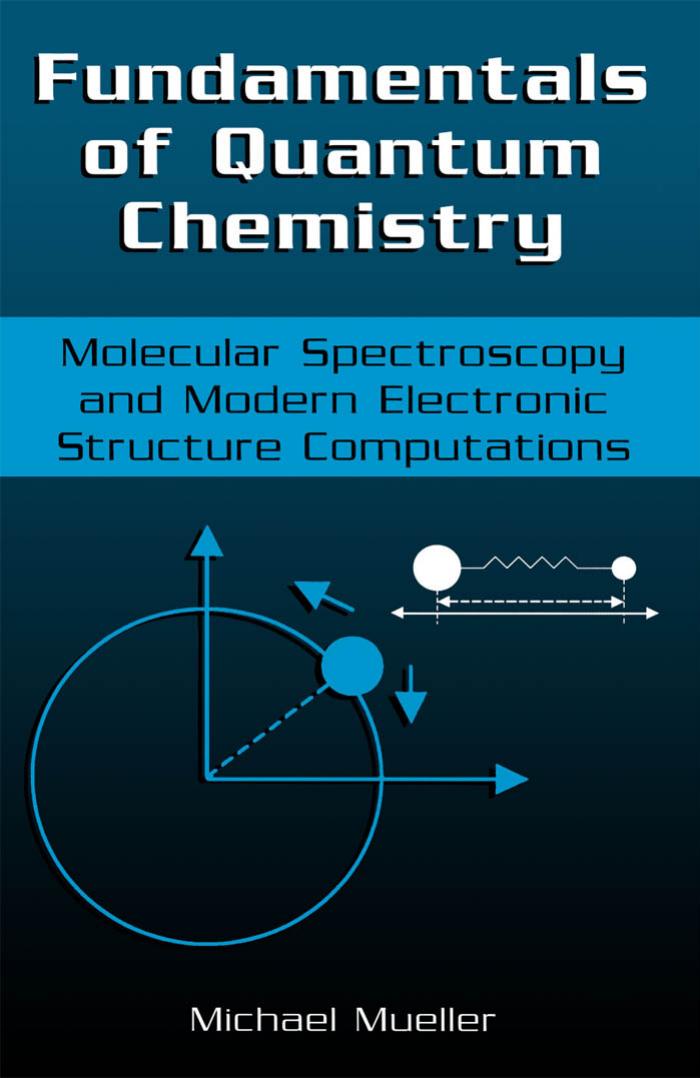 Fundamentals
of Quantum
Chemistry
Molecular Spectroscopy
and Modern Electronic
Structure Computations
Michael Mueller